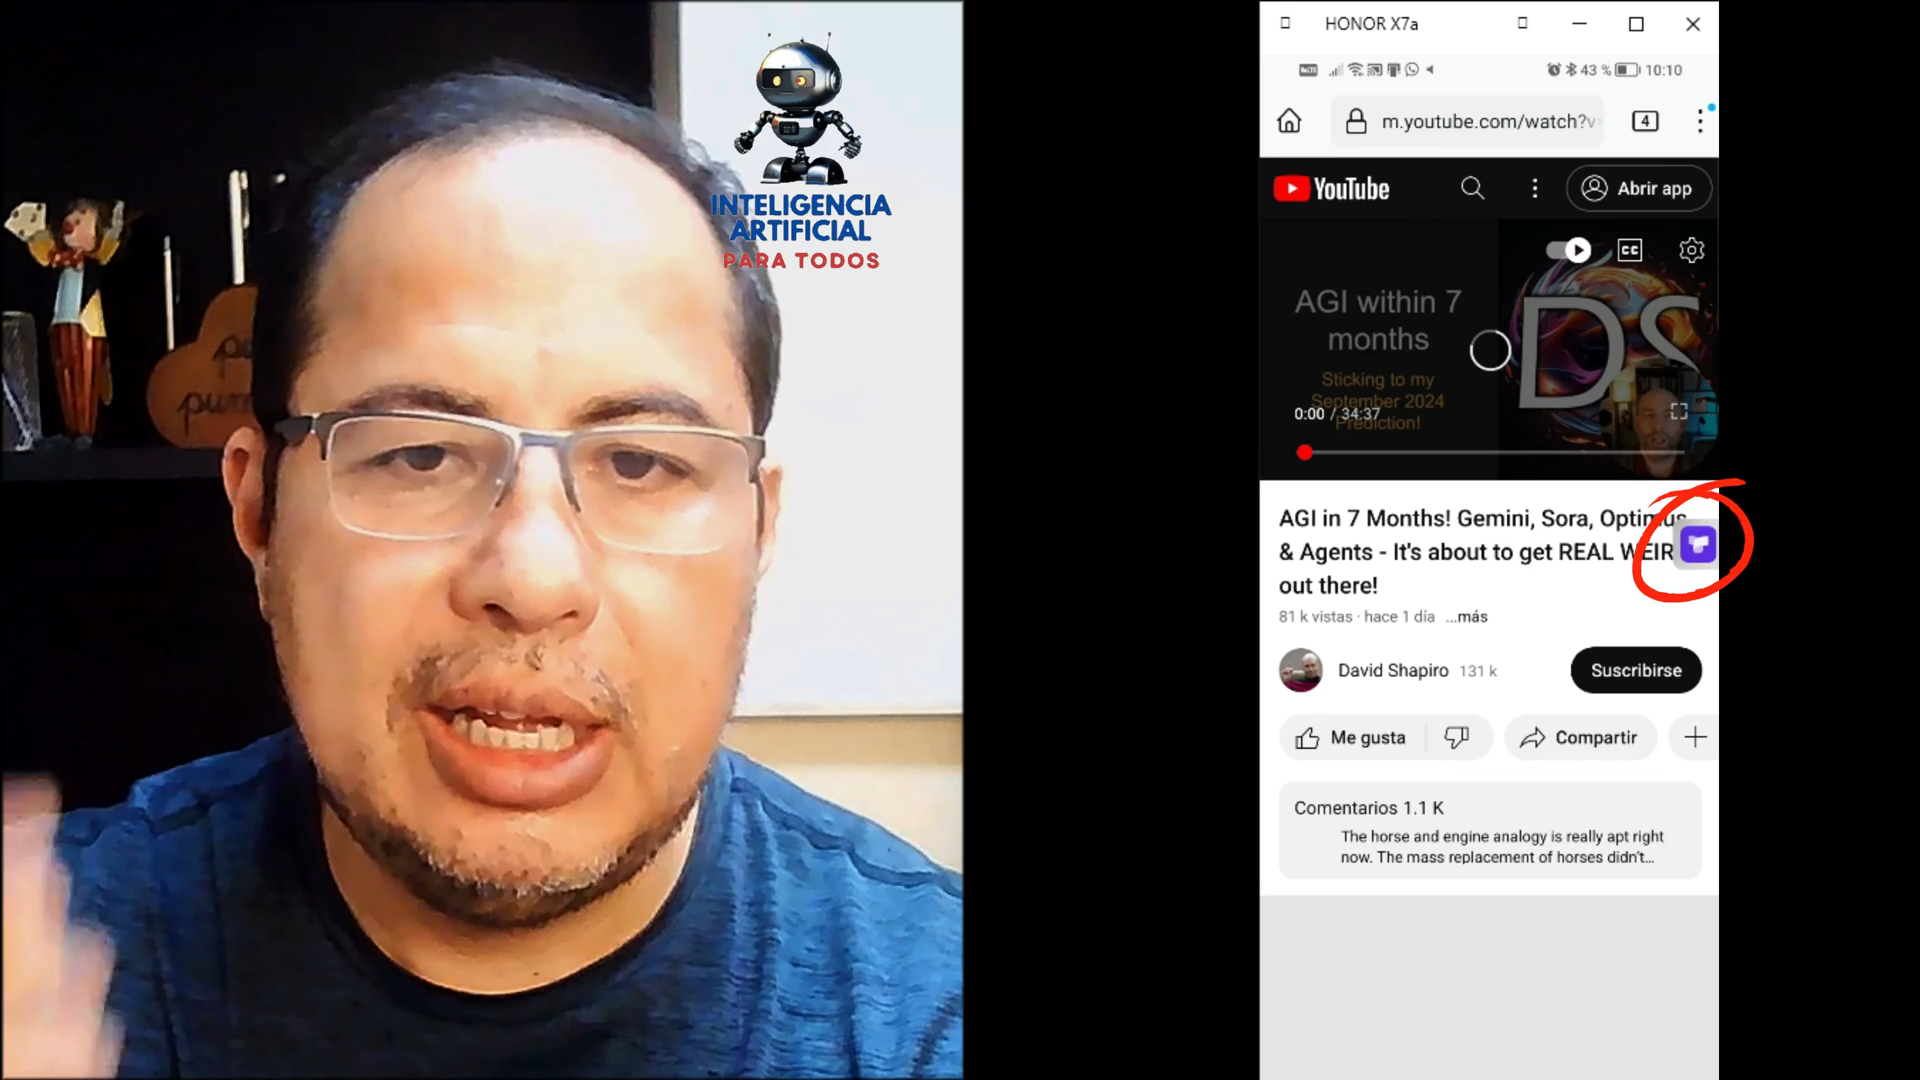 INTELIGENCIA
ARTIFICIAL
PARA TODOS
HONOR X7a
43 %
10:10
m.youtube.com/watch?v=
4
YouTube
Abrir app
CC
AGI within 7
months
Sticking to my
September 2024
Prediction!
0:00 / 34:37
DS
AGI in 7 Months! Gemini, Sora, Optimus
& Agents - It's about to get REAL WEIR
out there!
81 k vistas · hace 1 día ...más
David Shapiro 131 k
Suscribirse
Me gusta
Compartir
Comentarios 1.1 K
The horse and engine analogy is really apt right
now. The mass replacement of horses didn't...